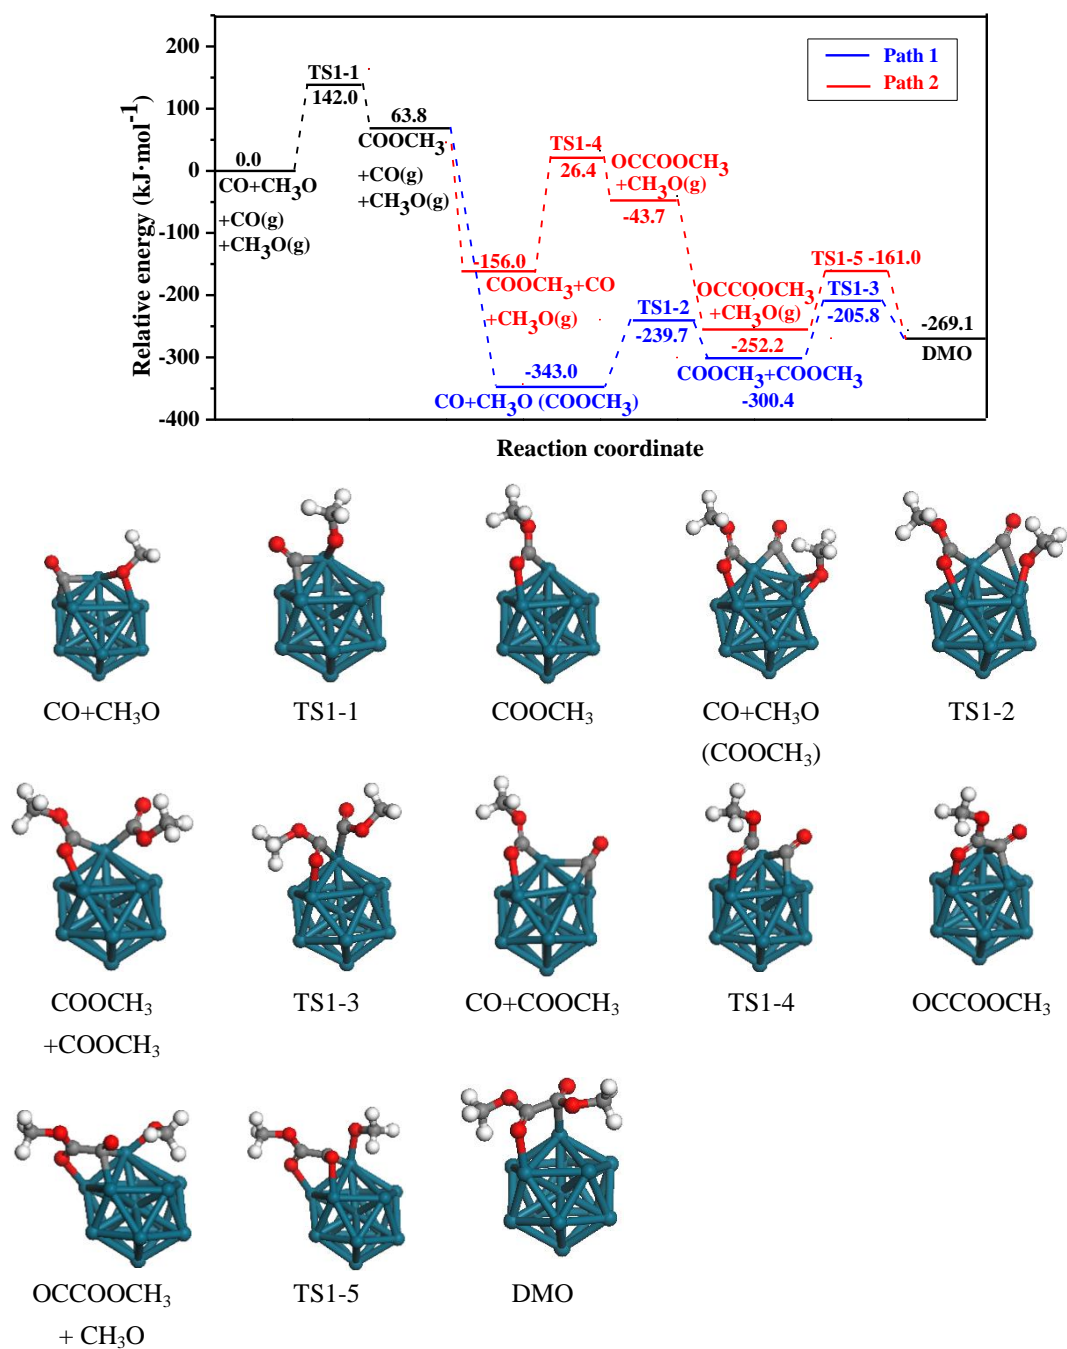 Relative energy (kJ·mol⁻¹)
200
100
0
-100
-200
-300
-400
Path 1
Path 2
TS1-1
142.0
0.0
CO+CH₃O
+CO(g)
+CH₃O(g)
63.8
COOCH₃
+CO(g)
+CH₃O(g)
TS1-4
26.4
OCCOOCH₃
+CH₃O(g)
-43.7
-156.0
COOCH₃+CO
+CH₃O(g)
TS1-5 -161.0
OCCOOCH₃
+CH₃O(g)
-252.2
TS1-2
-239.7
TS1-3
-205.8
-343.0
CO+CH₃O (COOCH₃)
COOCH₃+COOCH₃
-300.4
-269.1
DMO
Reaction coordinate
CO+CH₃O
TS1-1
COOCH₃
CO+CH₃O
(COOCH₃)
TS1-2
COOCH₃
+COOCH₃
TS1-3
CO+COOCH₃
TS1-4
OCCOOCH₃
OCCOOCH₃
+ CH₃O
TS1-5
DMO